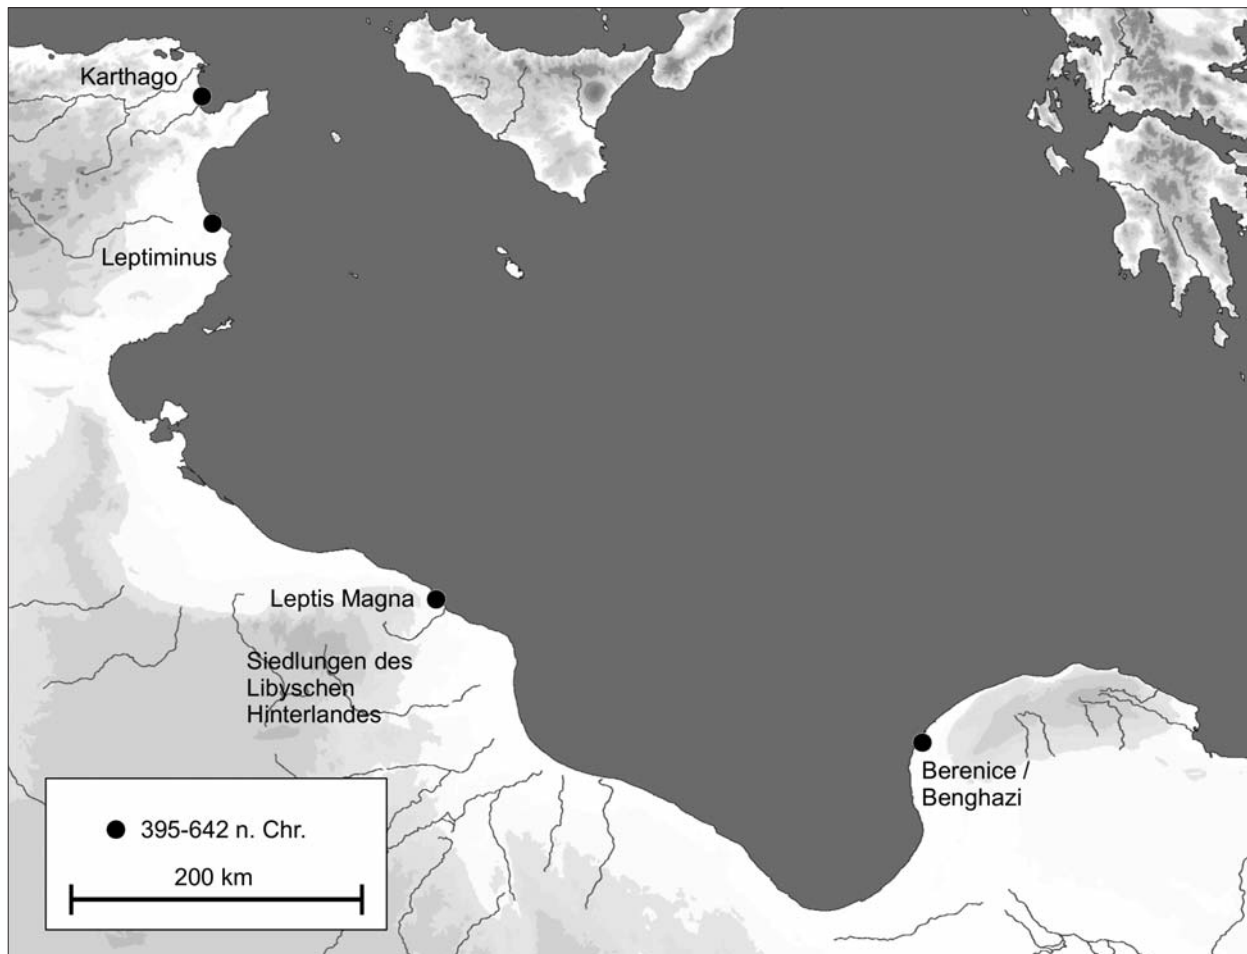 Karthago
Leptiminus
Leptis Magna
Siedlungen des
Libyschen
Hinterlandes
Berenice /
Benghazi
395-642 n. Chr.
200 km